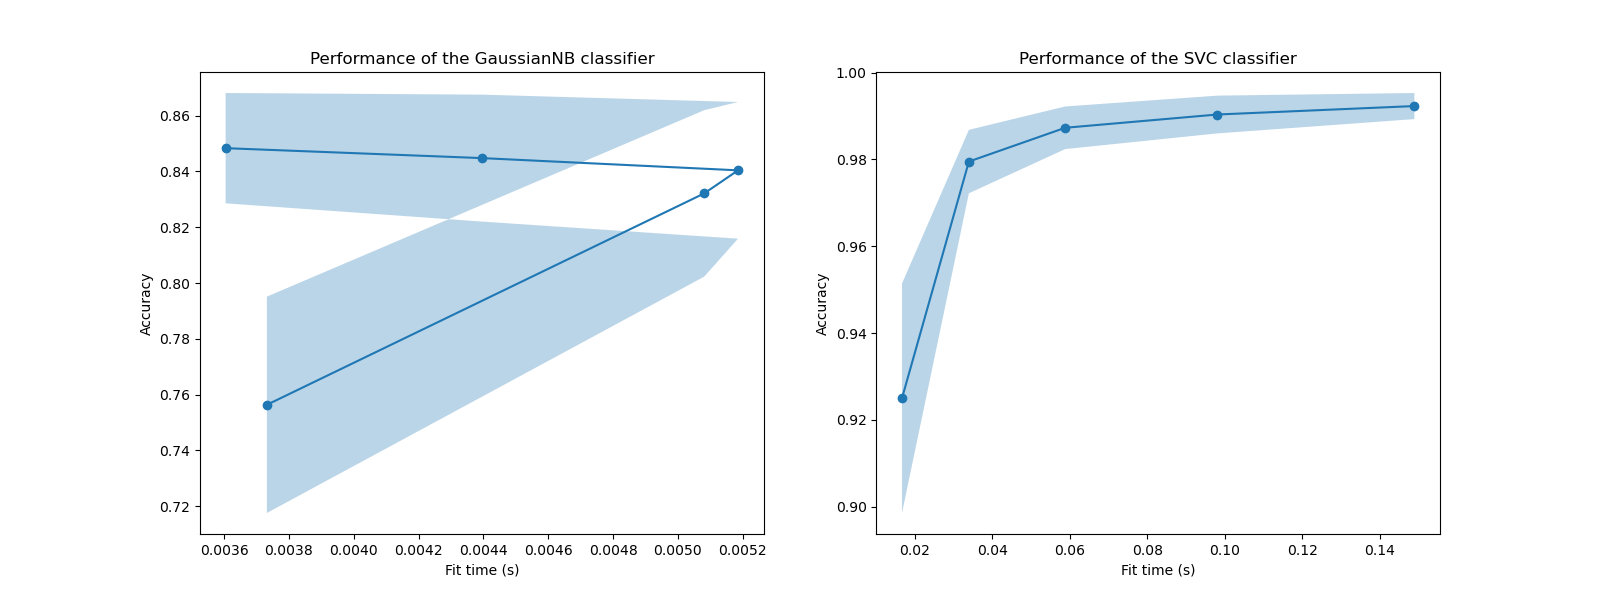 Performance of the GaussianNB classifier
0.86
0.84
0.82
0.80
0.78
0.76
0.74
0.72
Accuracy
0.0036 0.0038 0.0040 0.0042 0.0044 0.0046 0.0048 0.0050 0.0052
Fit time (s)
Performance of the SVC classifier
1.00
0.98
0.96
0.94
0.92
0.90
Accuracy
0.02 0.04 0.06 0.08 0.10 0.12 0.14
Fit time (s)